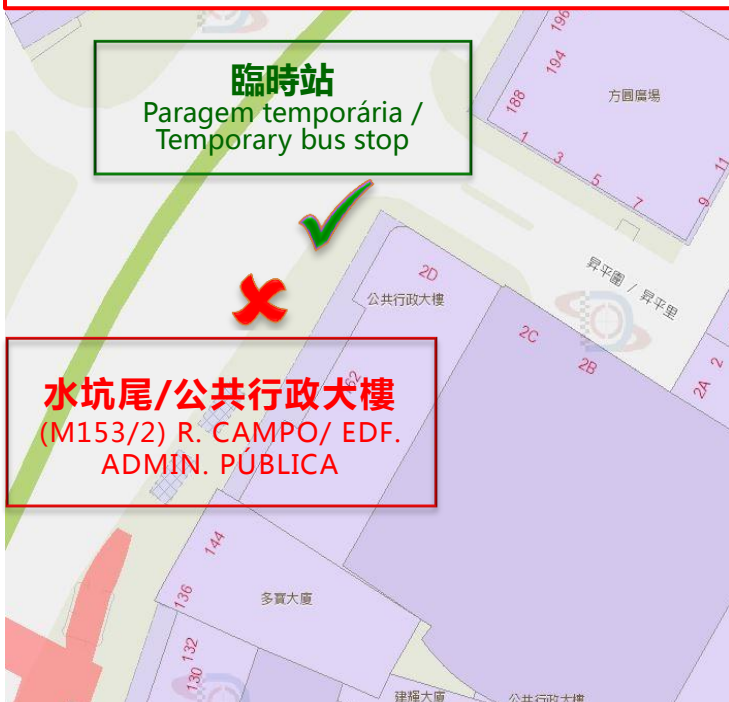 臨時站
Paragem temporária /
Temporary bus stop
196
194
188
方圓廣場
1
3
5
7
9
11
昇平圍 / 昇平里
2D
公共行政大樓
2C
2B
2A
2
162
水坑尾/公共行政大樓
(M153/2) R. CAMPO/ EDF.
ADMIN. PÚBLICA
144
136
多寶大廈
132
130
建輝大廈
公共行政大樓